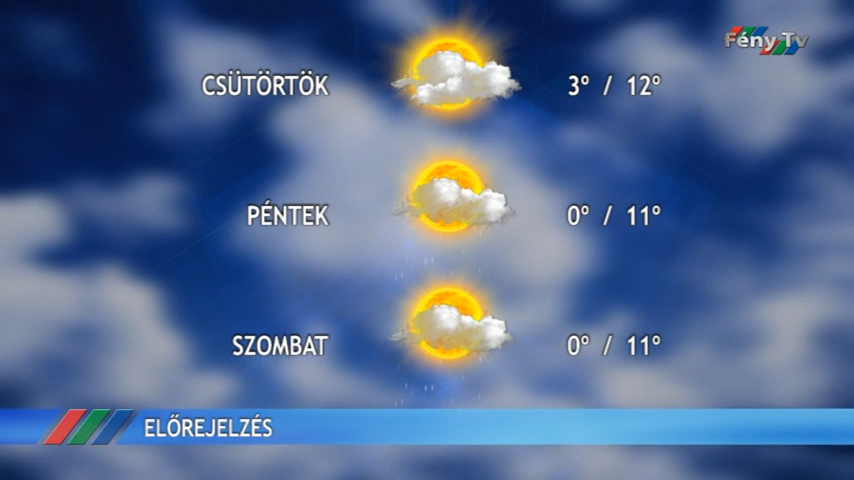 Fény Tv
CSÜTÖRTÖK 3° / 12°
PÉNTEK 0° / 11°
SZOMBAT 0° / 11°
ELŐREJELZÉS